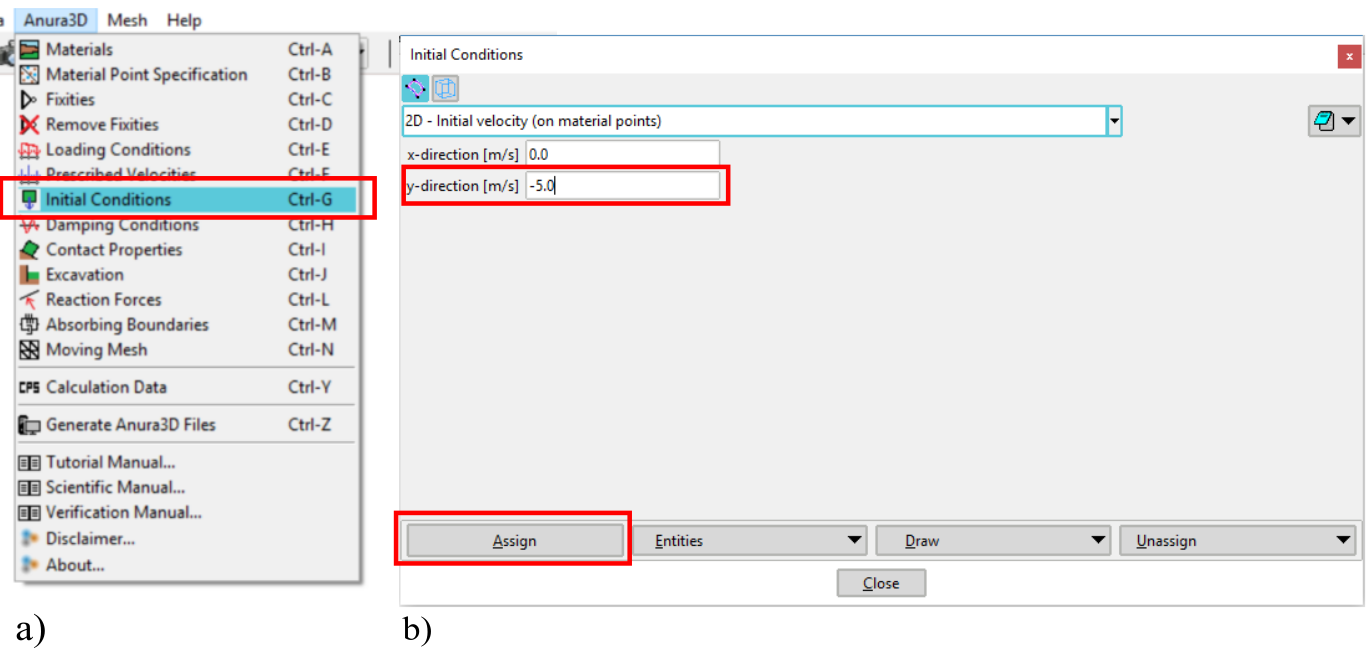 a Anura3D Mesh Help
Materials Ctrl-A
Material Point Specification Ctrl-B
Fixities Ctrl-C
Remove Fixities Ctrl-D
Loading Conditions Ctrl-E
Prescribed Velocities Ctrl-F
Initial Conditions Ctrl-G
Damping Conditions Ctrl-H
Contact Properties Ctrl-I
Excavation Ctrl-J
Reaction Forces Ctrl-L
Absorbing Boundaries Ctrl-M
Moving Mesh Ctrl-N
CPS Calculation Data Ctrl-Y
Generate Anura3D Files Ctrl-Z
Tutorial Manual...
Scientific Manual...
Verification Manual...
Disclaimer...
About...
a)
Initial Conditions x
2D - Initial velocity (on material points)
x-direction [m/s] 0.0
y-direction [m/s] -5.0
Assign Entities Draw Unassign
Close
b)